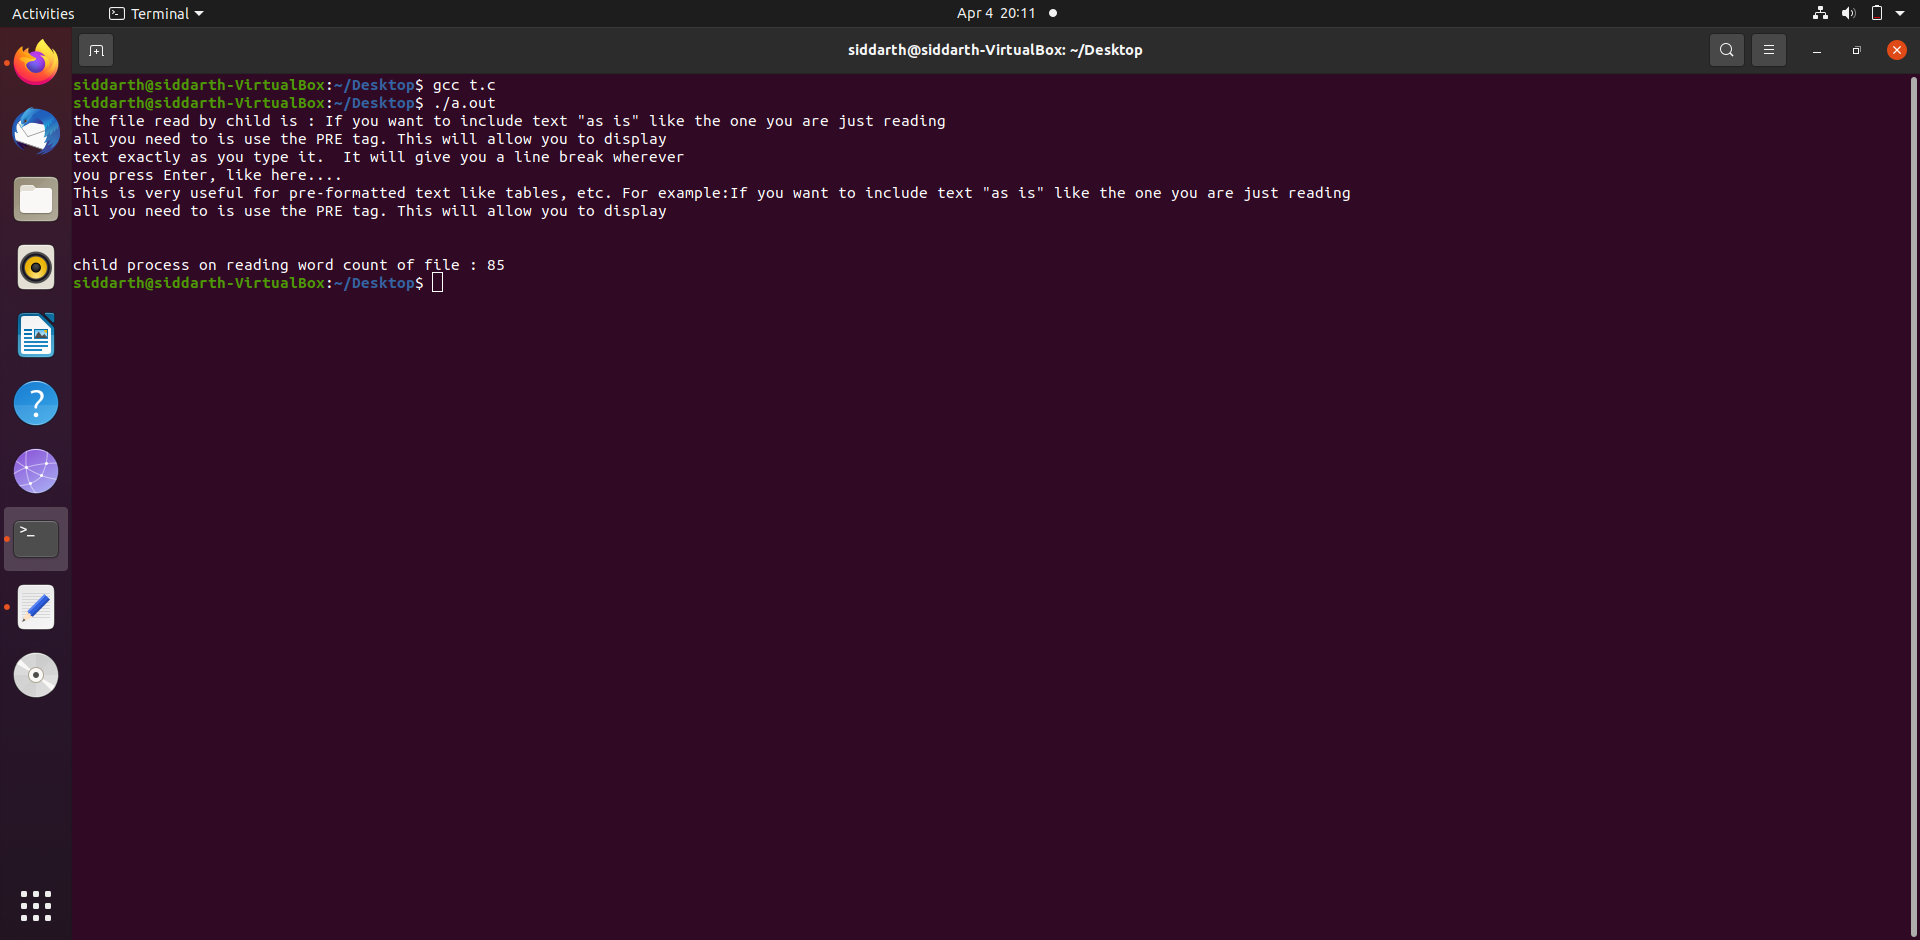 Activities
Terminal
Apr 4 20:11
siddarth@siddarth-VirtualBox: ~/Desktop
siddarth@siddarth-VirtualBox:~/Desktop$ gcc t.c
siddarth@siddarth-VirtualBox:~/Desktop$ ./a.out
the file read by child is : If you want to include text "as is" like the one you are just reading
all you need to is use the PRE tag. This will allow you to display
text exactly as you type it.  It will give you a line break wherever
you press Enter, like here....
This is very useful for pre-formatted text like tables, etc. For example:If you want to include text "as is" like the one you are just reading
all you need to is use the PRE tag. This will allow you to display
child process on reading word count of file : 85
siddarth@siddarth-VirtualBox:~/Desktop$